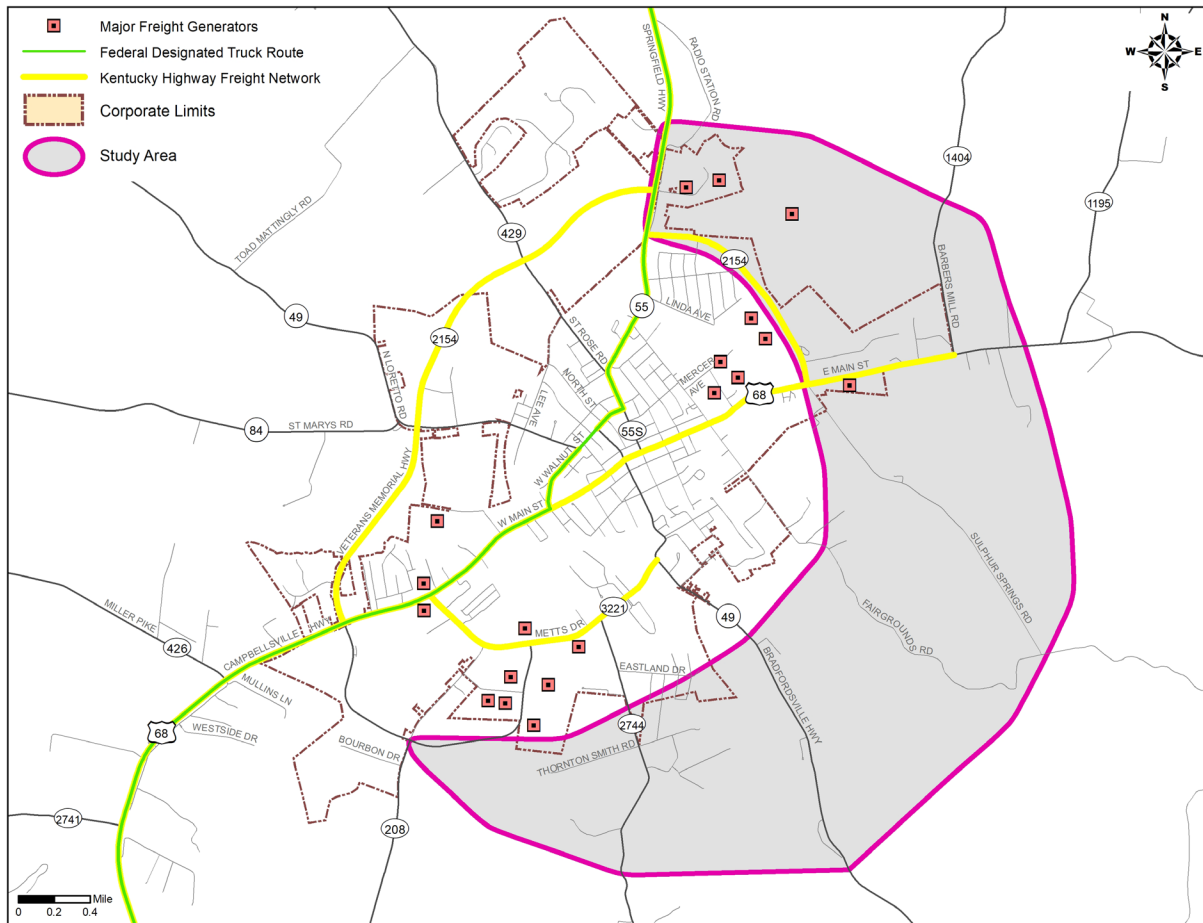 Major Freight Generators
Federal Designated Truck Route
Kentucky Highway Freight Network
Corporate Limits
Study Area
N
W
E
S
SPRINGFIELD HWY
RADIO STATION RD
1404
1195
TOAD MATTINGLY RD
429
2154
BARBERS MILL RD
49
55
LINDA AVE
2154
N LORETTO RD
ST ROSE RD
MERCER AVE
E MAIN ST
68
NORTH ST
LEE AVE
84
ST MARYS RD
55S
W WALNUT ST
VETERANS MEMORIAL HWY
W MAIN ST
SULPHUR SPRINGS RD
MILLER PIKE
3221
49
FAIRGROUNDS RD
426
CAMPBELLSVILLE HWY
METTS DR
MULLINS LN
EASTLAND DR
BRADFORDSVILLE HWY
68
WESTSIDE DR
2744
BOURBON DR
THORNTON SMITH RD
2741
208
Mile
0 0.2 0.4